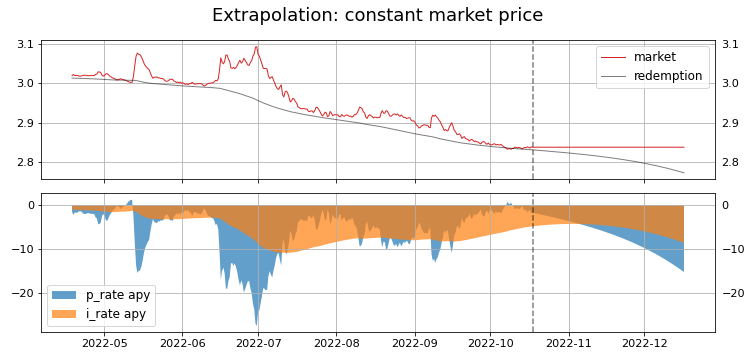 Extrapolation: constant market price
3.1
3.0
2.9
2.8
3.1
3.0
2.9
2.8
market
redemption
0
−10
−20
0
−10
−20
p_rate apy
i_rate apy
2022-05 2022-06 2022-07 2022-08 2022-09 2022-10 2022-11 2022-12